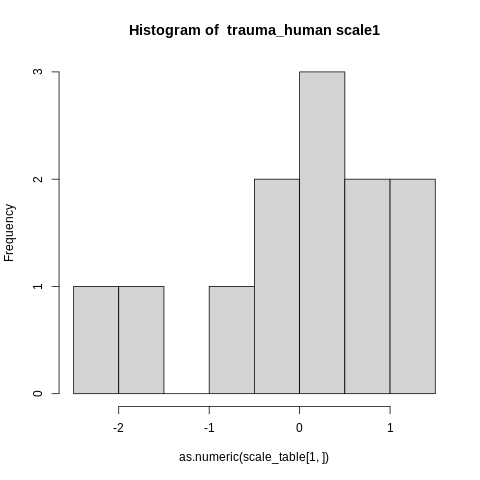 Histogram of  trauma_human scale1
Frequency
3
2
1
0
-2 -1 0 1
as.numeric(scale_table[1, ])